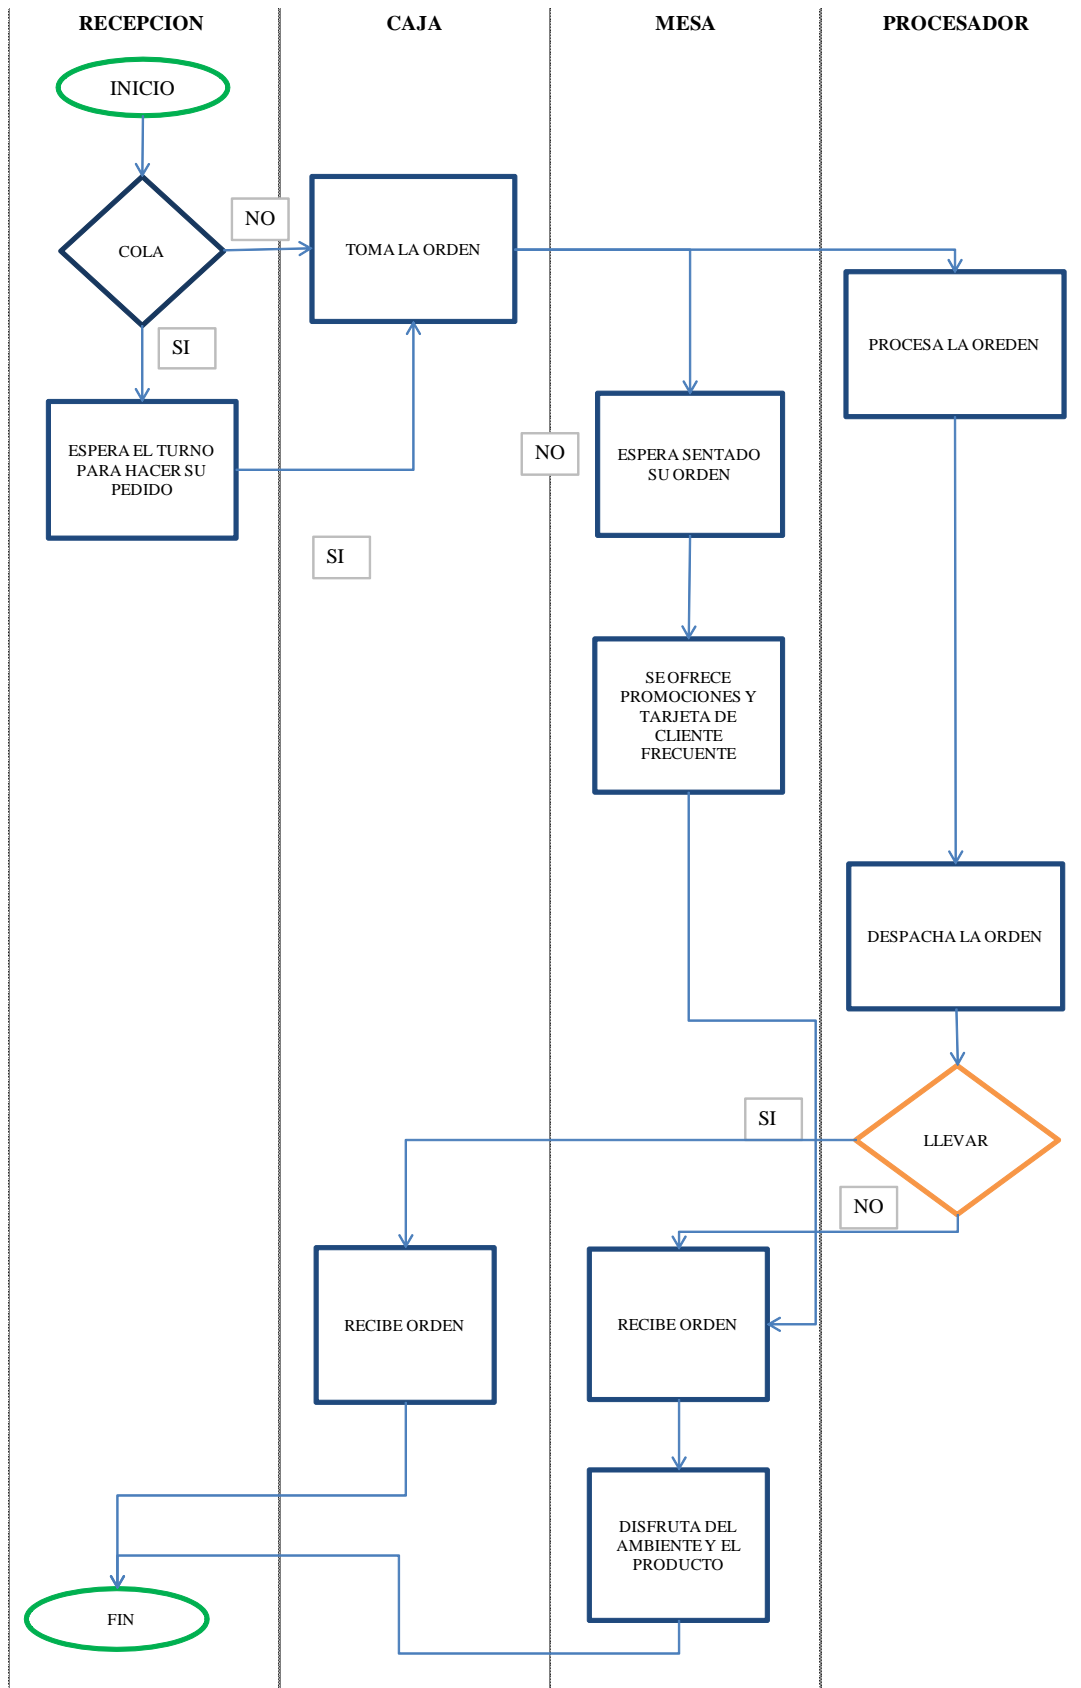 RECEPCION
CAJA
MESA
PROCESADOR
INICIO
NO
COLA
TOMA LA ORDEN
SI
PROCESA LA OREDEN
ESPERA EL TURNO
PARA HACER SU
PEDIDO
NO
ESPERA SENTADO
SU ORDEN
SI
SE OFRECE
PROMOCIONES Y
TARJETA DE
CLIENTE
FRECUENTE
DESPACHA LA ORDEN
SI
LLEVAR
NO
RECIBE ORDEN
RECIBE ORDEN
DISFRUTA DEL
AMBIENTE Y EL
PRODUCTO
FIN